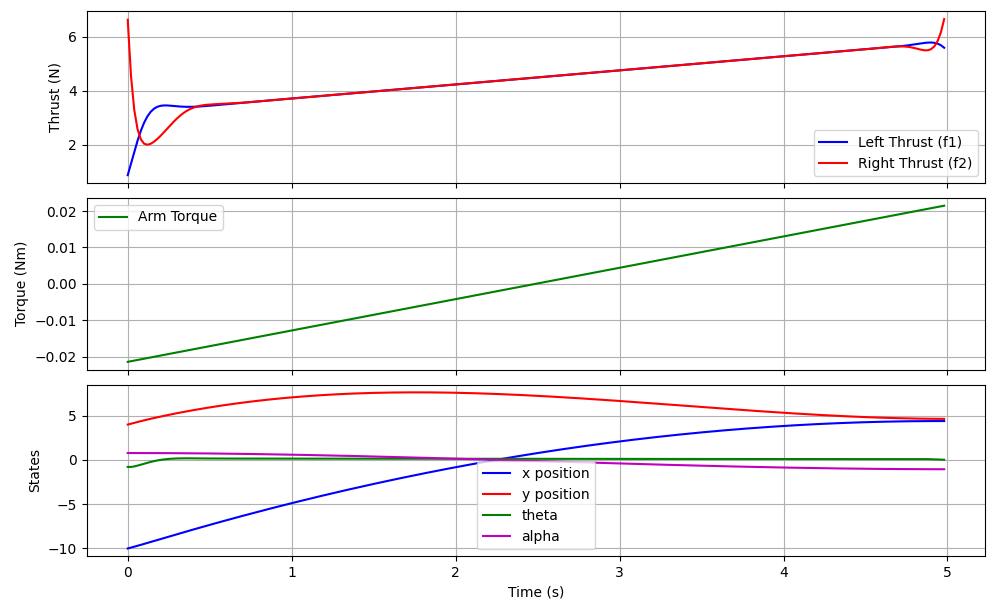 Thrust (N)
6
4
2
Left Thrust (f1)
Right Thrust (f2)
Torque (Nm)
0.02
0.01
0.00
−0.01
−0.02
Arm Torque
States
5
0
−5
−10
x position
y position
theta
alpha
0 1 2 3 4 5
Time (s)